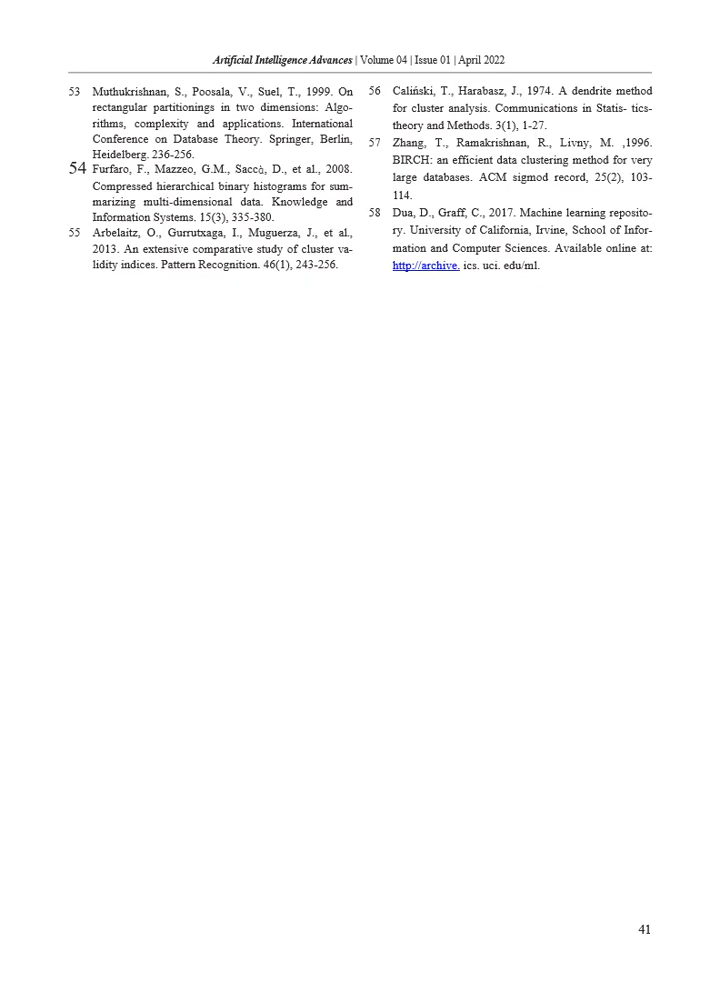 Artificial Intelligence Advances | Volume 04 | Issue 01 | April 2022
53 Muthukrishnan, S., Poosala, V., Suel, T., 1999. On
rectangular partitionings in two dimensions: Algo-
rithms, complexity and applications. International
Conference on Database Theory. Springer, Berlin,
Heidelberg. 236-256.
54 Furfaro, F., Mazzeo, G.M., Saccà, D., et al., 2008.
Compressed hierarchical binary histograms for sum-
marizing multi-dimensional data. Knowledge and
Information Systems. 15(3), 335-380.
55 Arbelaitz, O., Gurrutxaga, I., Muguerza, J., et al.,
2013. An extensive comparative study of cluster va-
lidity indices. Pattern Recognition. 46(1), 243-256.
56 Caliński, T., Harabasz, J., 1974. A dendrite method
for cluster analysis. Communications in Statis- tics-
theory and Methods. 3(1), 1-27.
57 Zhang, T., Ramakrishnan, R., Livny, M. ,1996.
BIRCH: an efficient data clustering method for very
large databases. ACM sigmod record, 25(2), 103-
114.
58 Dua, D., Graff, C., 2017. Machine learning reposito-
ry. University of California, Irvine, School of Infor-
mation and Computer Sciences. Available online at:
http://archive. ics. uci. edu/ml.
41